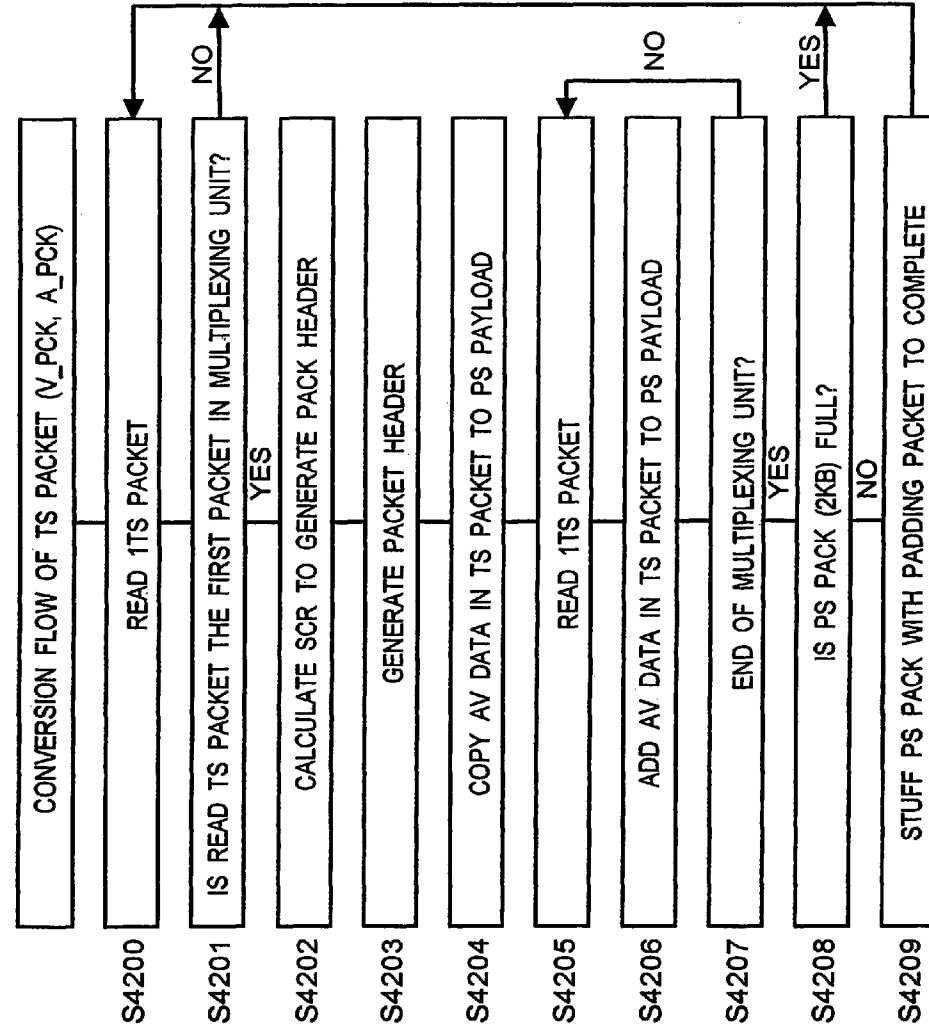 CONVERSION FLOW OF TS PACKET (V_PCK, A_PCK)
S4200
READ 1TS PACKET
S4201
IS READ TS PACKET THE FIRST PACKET IN MULTIPLEXING UNIT?
NO
YES
S4202
CALCULATE SCR TO GENERATE PACK HEADER
S4203
GENERATE PACKET HEADER
S4204
COPY AV DATA IN TS PACKET TO PS PAYLOAD
S4205
READ 1TS PACKET
S4206
ADD AV DATA IN TS PACKET TO PS PAYLOAD
NO
S4207
END OF MULTIPLEXING UNIT?
YES
S4208
IS PS PACK (2KB) FULL?
YES
NO
S4209
STUFF PS PACK WITH PADDING PACKET TO COMPLETE